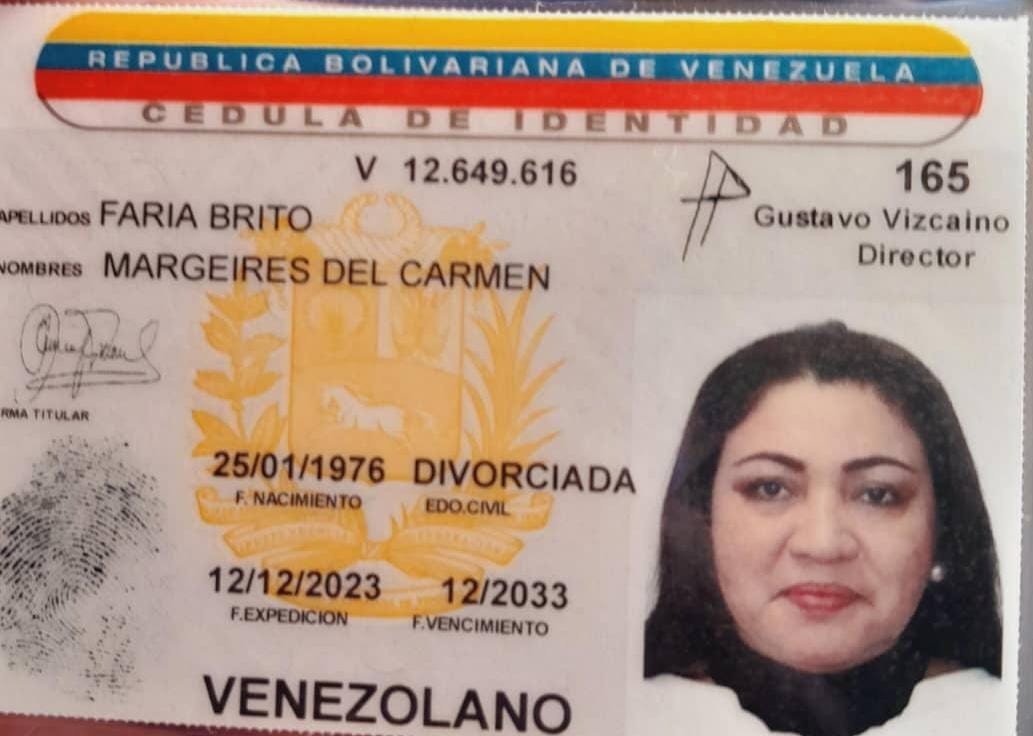 REPUBLICA BOLIVARIANA DE VENEZUELA
CEDULA DE IDENTIDAD
V 12.649.616
165
Gustavo Vizcaino
Director
APELLIDOS FARIA BRITO
NOMBRES MARGEIRES DEL CARMEN
RMA TITULAR
25/01/1976 DIVORCIADA
F. NACIMIENTO EDO.CIVIL
12/12/2023 12/2033
F.EXPEDICION F.VENCIMIENTO
VENEZOLANO